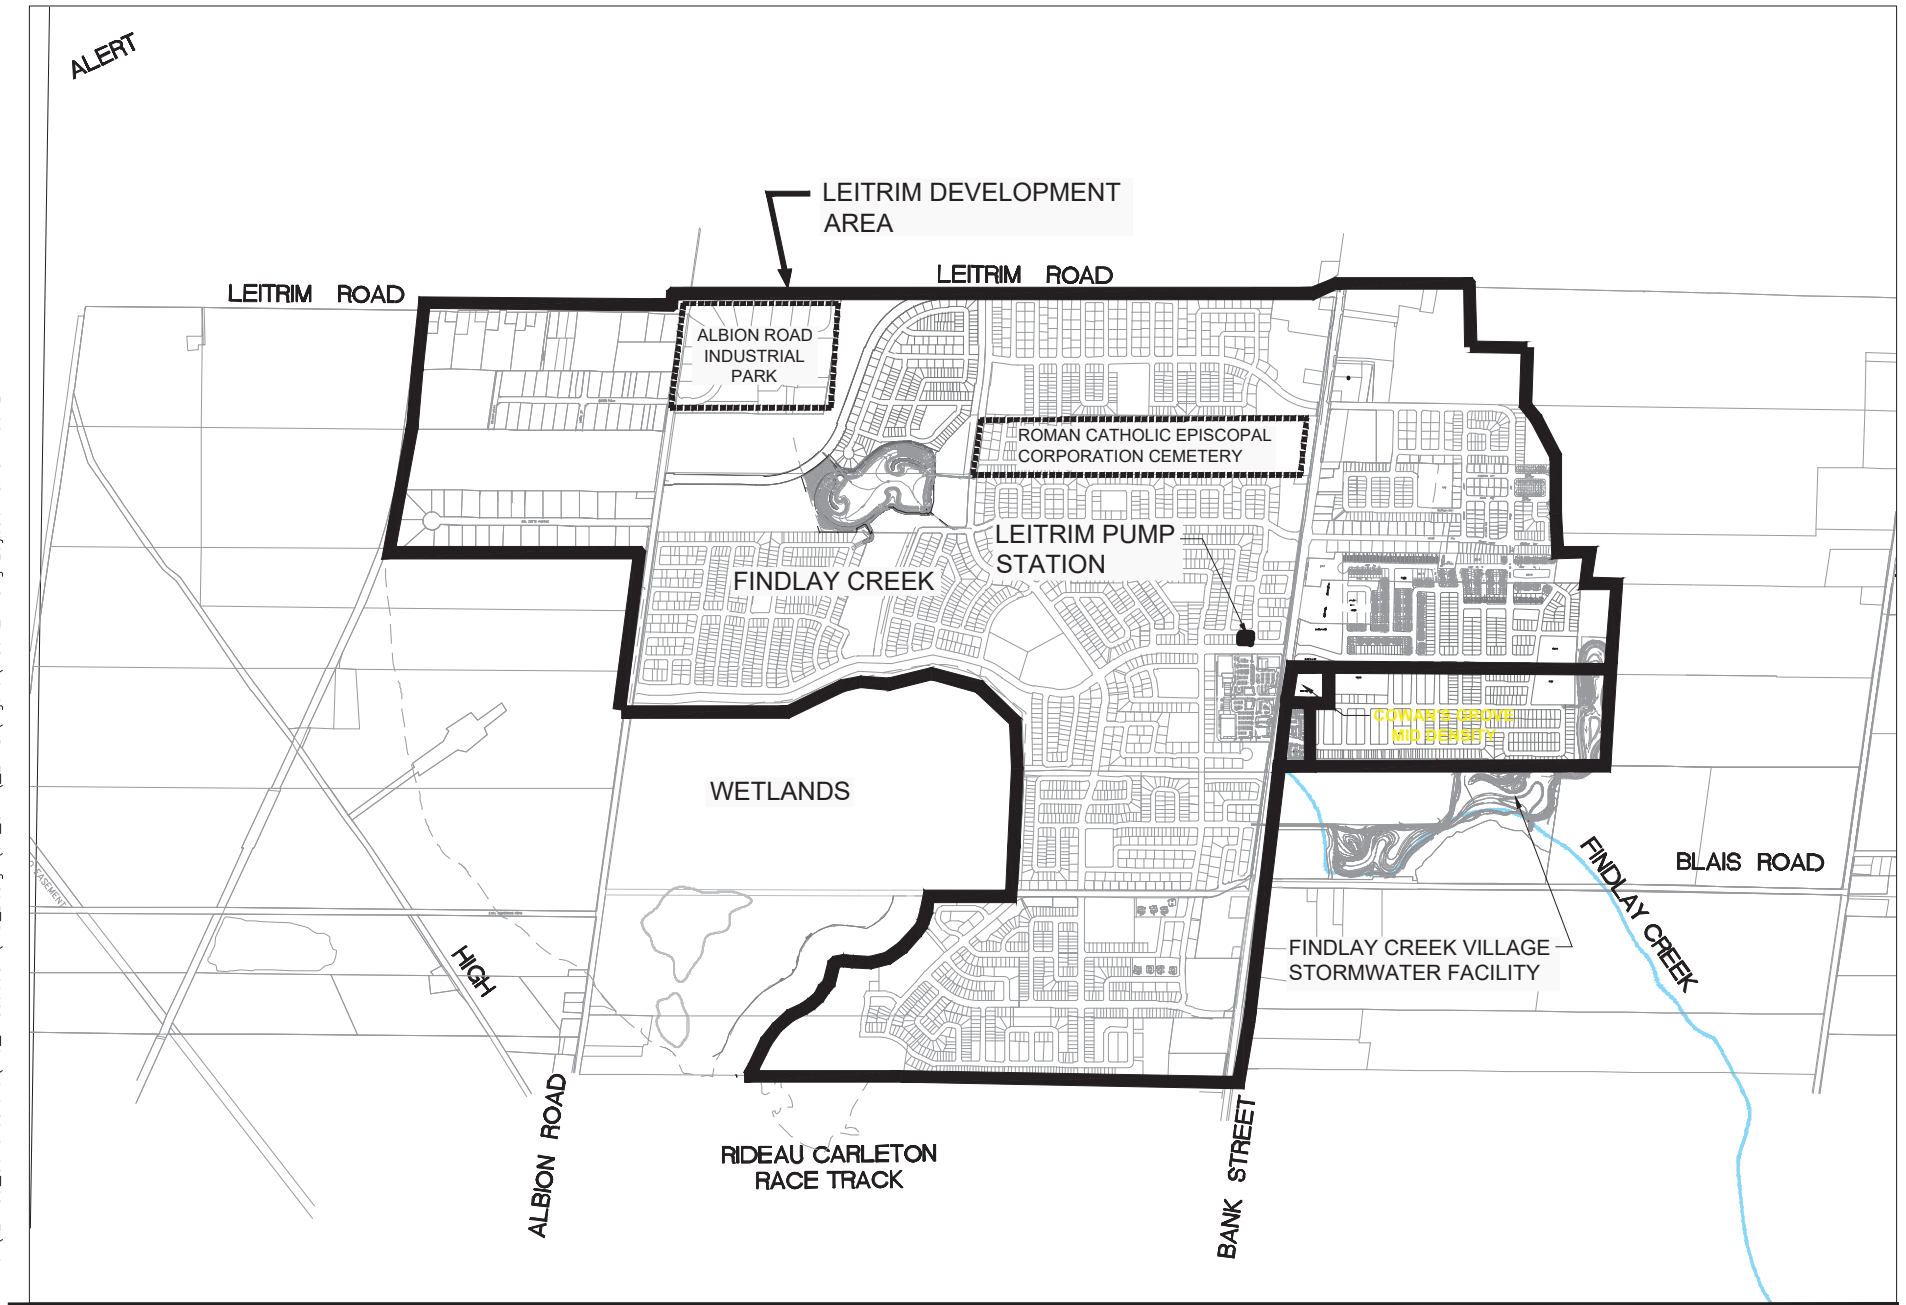 ALERT
LEITRIM DEVELOPMENT
AREA
LEITRIM ROAD
LEITRIM ROAD
ALBION ROAD
INDUSTRIAL
PARK
ROMAN CATHOLIC EPISCOPAL
CORPORATION CEMETERY
LEITRIM PUMP
STATION
FINDLAY CREEK
COWAN'S GROVE
MID DENSITY
WETLANDS
BLAIS ROAD
FINDLAY CREEK
EASEMENT
HIGH
FINDLAY CREEK VILLAGE
STORMWATER FACILITY
ALBION ROAD
BANK STREET
RIDEAU CARLETON
RACE TRACK